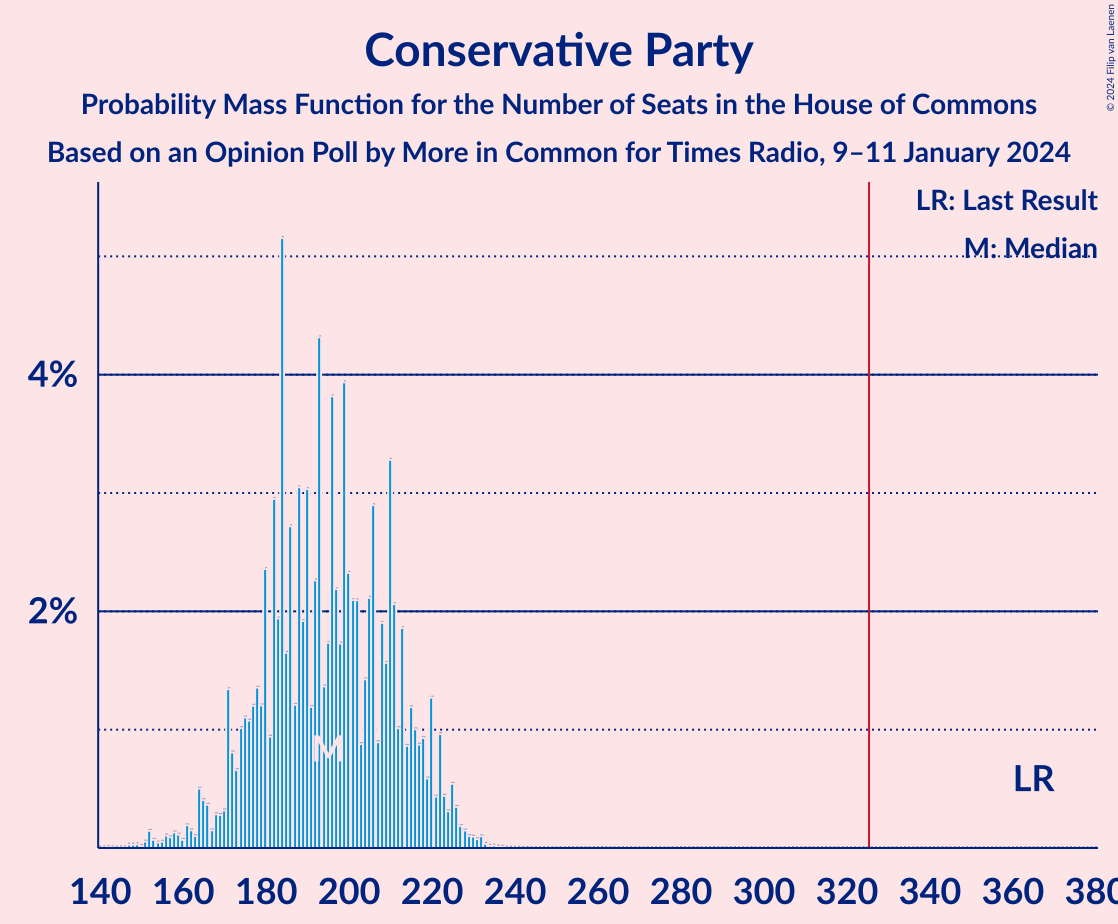 © 2024 Filip van Laenen
Conservative Party
Probability Mass Function for the Number of Seats in the House of Commons
Based on an Opinion Poll by More in Common for Times Radio, 9–11 January 2024
LR: Last Result
M: Median
4%
2%
M
LR
140 160 180 200 220 240 260 280 300 320 340 360 380